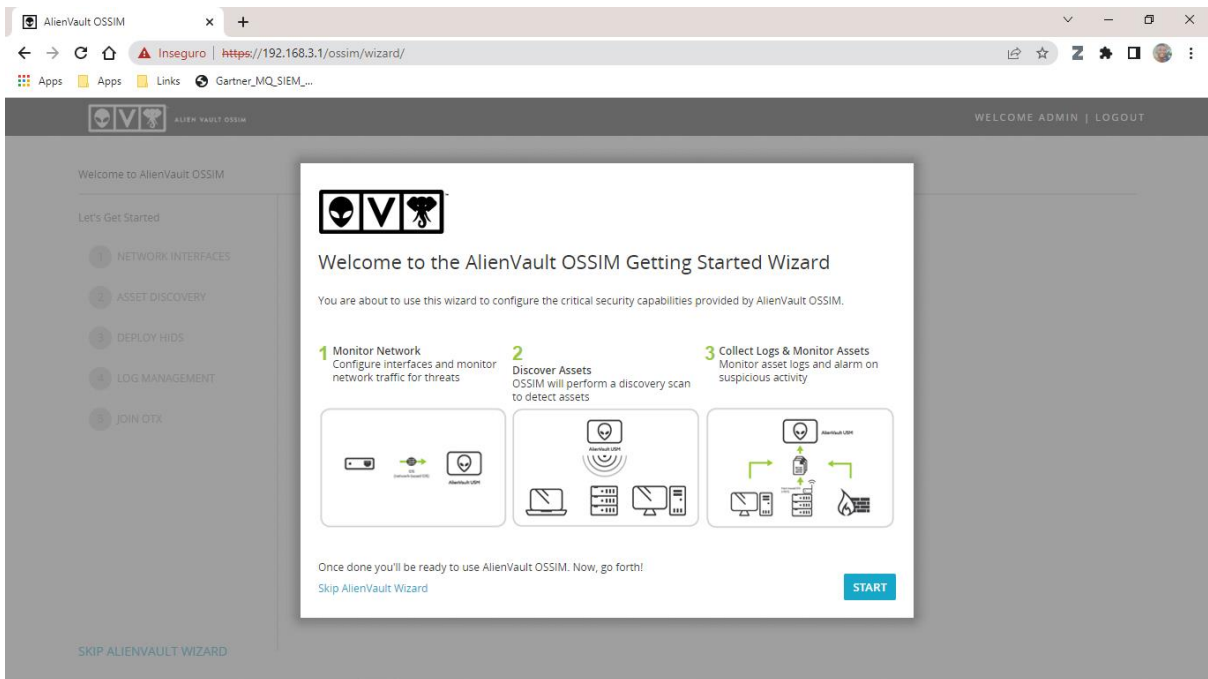 AlienVault OSSIM
Inseguro | https://192.168.3.1/ossim/wizard/
Apps Apps Links Gartner_MQ_SIEM_...
ALIEN VAULT OSSIM WELCOME ADMIN | LOGOUT
Welcome to AlienVault OSSIM
Let's Get Started
1 NETWORK INTERFACES
2 ASSET DISCOVERY
3 DEPLOY HIDS
4 LOG MANAGEMENT
5 JOIN OTX
SKIP ALIENVAULT WIZARD
V
Welcome to the AlienVault OSSIM Getting Started Wizard
You are about to use this wizard to configure the critical security capabilities provided by AlienVault OSSIM.
1 Monitor Network
Configure interfaces and monitor
network traffic for threats
AlienVault USM
2
Discover Assets
OSSIM will perform a discovery scan
to detect assets
AlienVault USM
3 Collect Logs & Monitor Assets
Monitor asset logs and alarm on
suspicious activity
AlienVault USM
Once done you'll be ready to use AlienVault OSSIM. Now, go forth!
Skip AlienVault Wizard
START